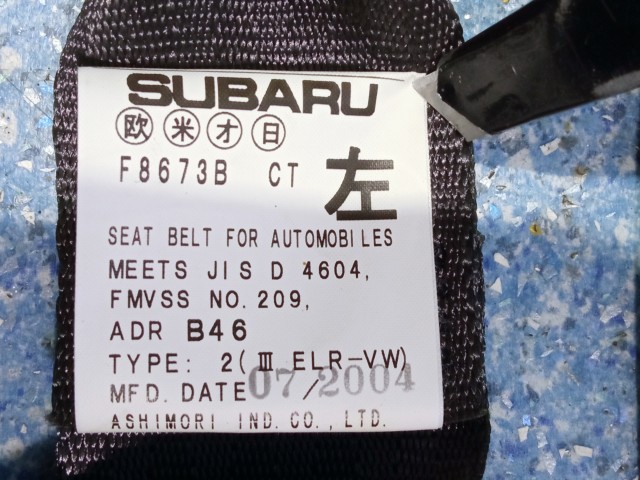 SUBARU
欧 米 才 日
F8673B CT 左
SEAT BELT FOR AUTOMOBILES
MEETS JIS D 4604,
FMVSS NO.209,
ADR B46
TYPE: 2(Ⅲ ELR-VW)
MFD. DATE 07/2004
ASHIMORI IND.CO.,LTD.